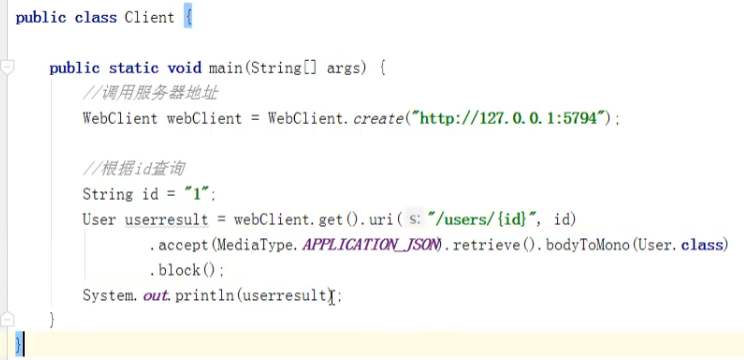 public class Client {
public static void main(String[] args) {
//调用服务器地址
WebClient webClient = WebClient.create("http://127.0.0.1:5794");
//根据id查询
String id = "1";
User userresult = webClient.get().uri( s: "/users/{id}", id)
.accept(MediaType.APPLICATION_JSON).retrieve().bodyToMono(User.class)
.block();
System.out.println(userresult);
}
}